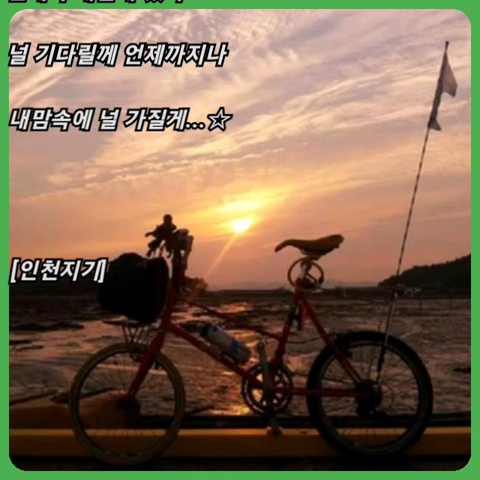 널 기다릴께 언제까지나
내맘속에 널 가질게...☆
[인천지기]